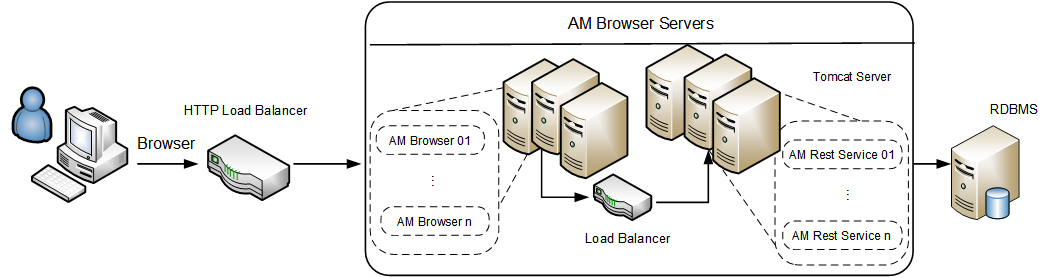 AM Browser Servers
Tomcat Server
HTTP Load Balancer
RDBMS
Browser
AM Browser 01
AM Rest Service 01
⋮
⋮
AM Browser n
Load Balancer
AM Rest Service n